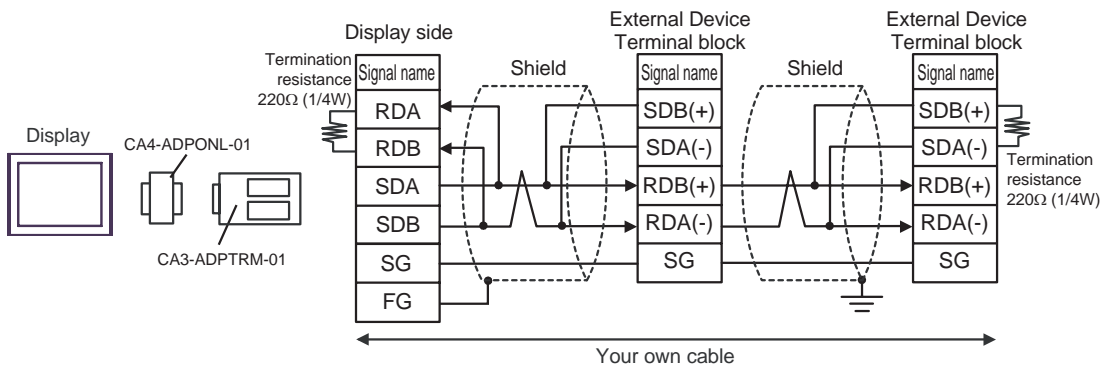 Display
CA4-ADPONL-01
CA3-ADPTRM-01
Termination
resistance
220Ω (1/4W)
Display side
Signal name
RDA
RDB
SDA
SDB
SG
FG
Shield
External Device
Terminal block
Signal name
SDB(+)
SDA(-)
RDB(+)
RDA(-)
SG
Shield
External Device
Terminal block
Signal name
SDB(+)
SDA(-)
RDB(+)
RDA(-)
SG
Termination
resistance
220Ω (1/4W)
Your own cable